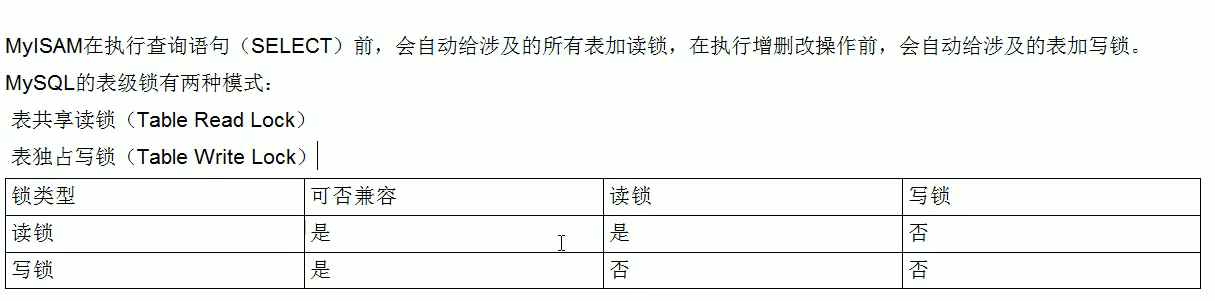 MyISAM在执行查询语句（SELECT）前，会自动给涉及的所有表加读锁，在执行增删改操作前，会自动给涉及的表加写锁。
MySQL的表级锁有两种模式：
表共享读锁（Table Read Lock）
表独占写锁（Table Write Lock）
锁类型 可否兼容 读锁 写锁
读锁 是 是 否
写锁 是 否 否